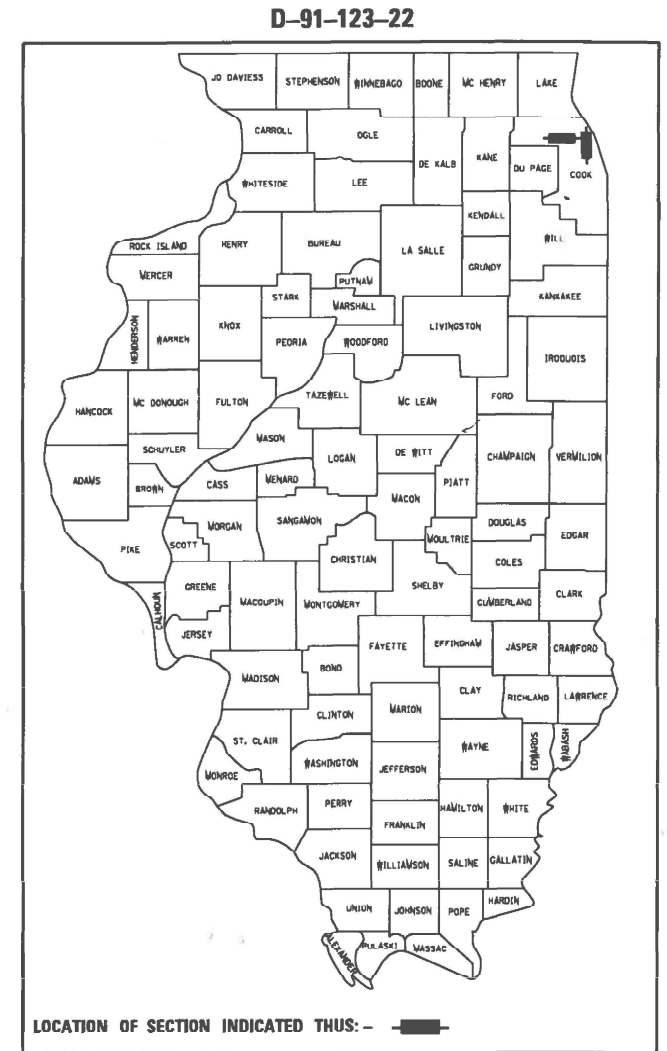 D-91-123-22
JO DAVIESS STEPHENSON WINNEBAGO BOONE MC HENRY LAKE
CARROLL OGLE
DE KALB KANE DU PAGE COOK
WHITESIDE LEE
KENDALL
ROCK ISLAND HENRY BUREAU LA SALLE WILL
MERCER PUTNAM GRUNDY
STARK MARSHALL KANKAKEE
HENDERSON WARREN KNOX PEORIA WOODFORD LIVINGSTON IROQUOIS
HANCOCK MC DONOUGH FULTON TAZEWELL MC LEAN FORD
MASON
SCHUYLER LOGAN DE WITT CHAMPAIGN VERMILION
ADAMS BROWN CASS MENARD PIATT
MACON
PIKE SCOTT MORGAN SANGAMON MOULTRIE DOUGLAS EDGAR
CHRISTIAN COLES
CALHOUN GREENE MACOUPIN MONTGOMERY SHELBY CUMBERLAND CLARK
JERSEY FAYETTE EFFINGHAM JASPER CRAWFORD
MADISON BOND
CLAY RICHLAND LAWRENCE
CLINTON MARION
ST. CLAIR WAYNE EDWARDS WABASH
MONROE WASHINGTON JEFFERSON
RANDOLPH PERRY HAMILTON WHITE
FRANKLIN
JACKSON WILLIAMSON SALINE GALLATIN
UNION JOHNSON POPE HARDIN
ALEXANDER PULASKI MASSAC
LOCATION OF SECTION INDICATED THUS: -